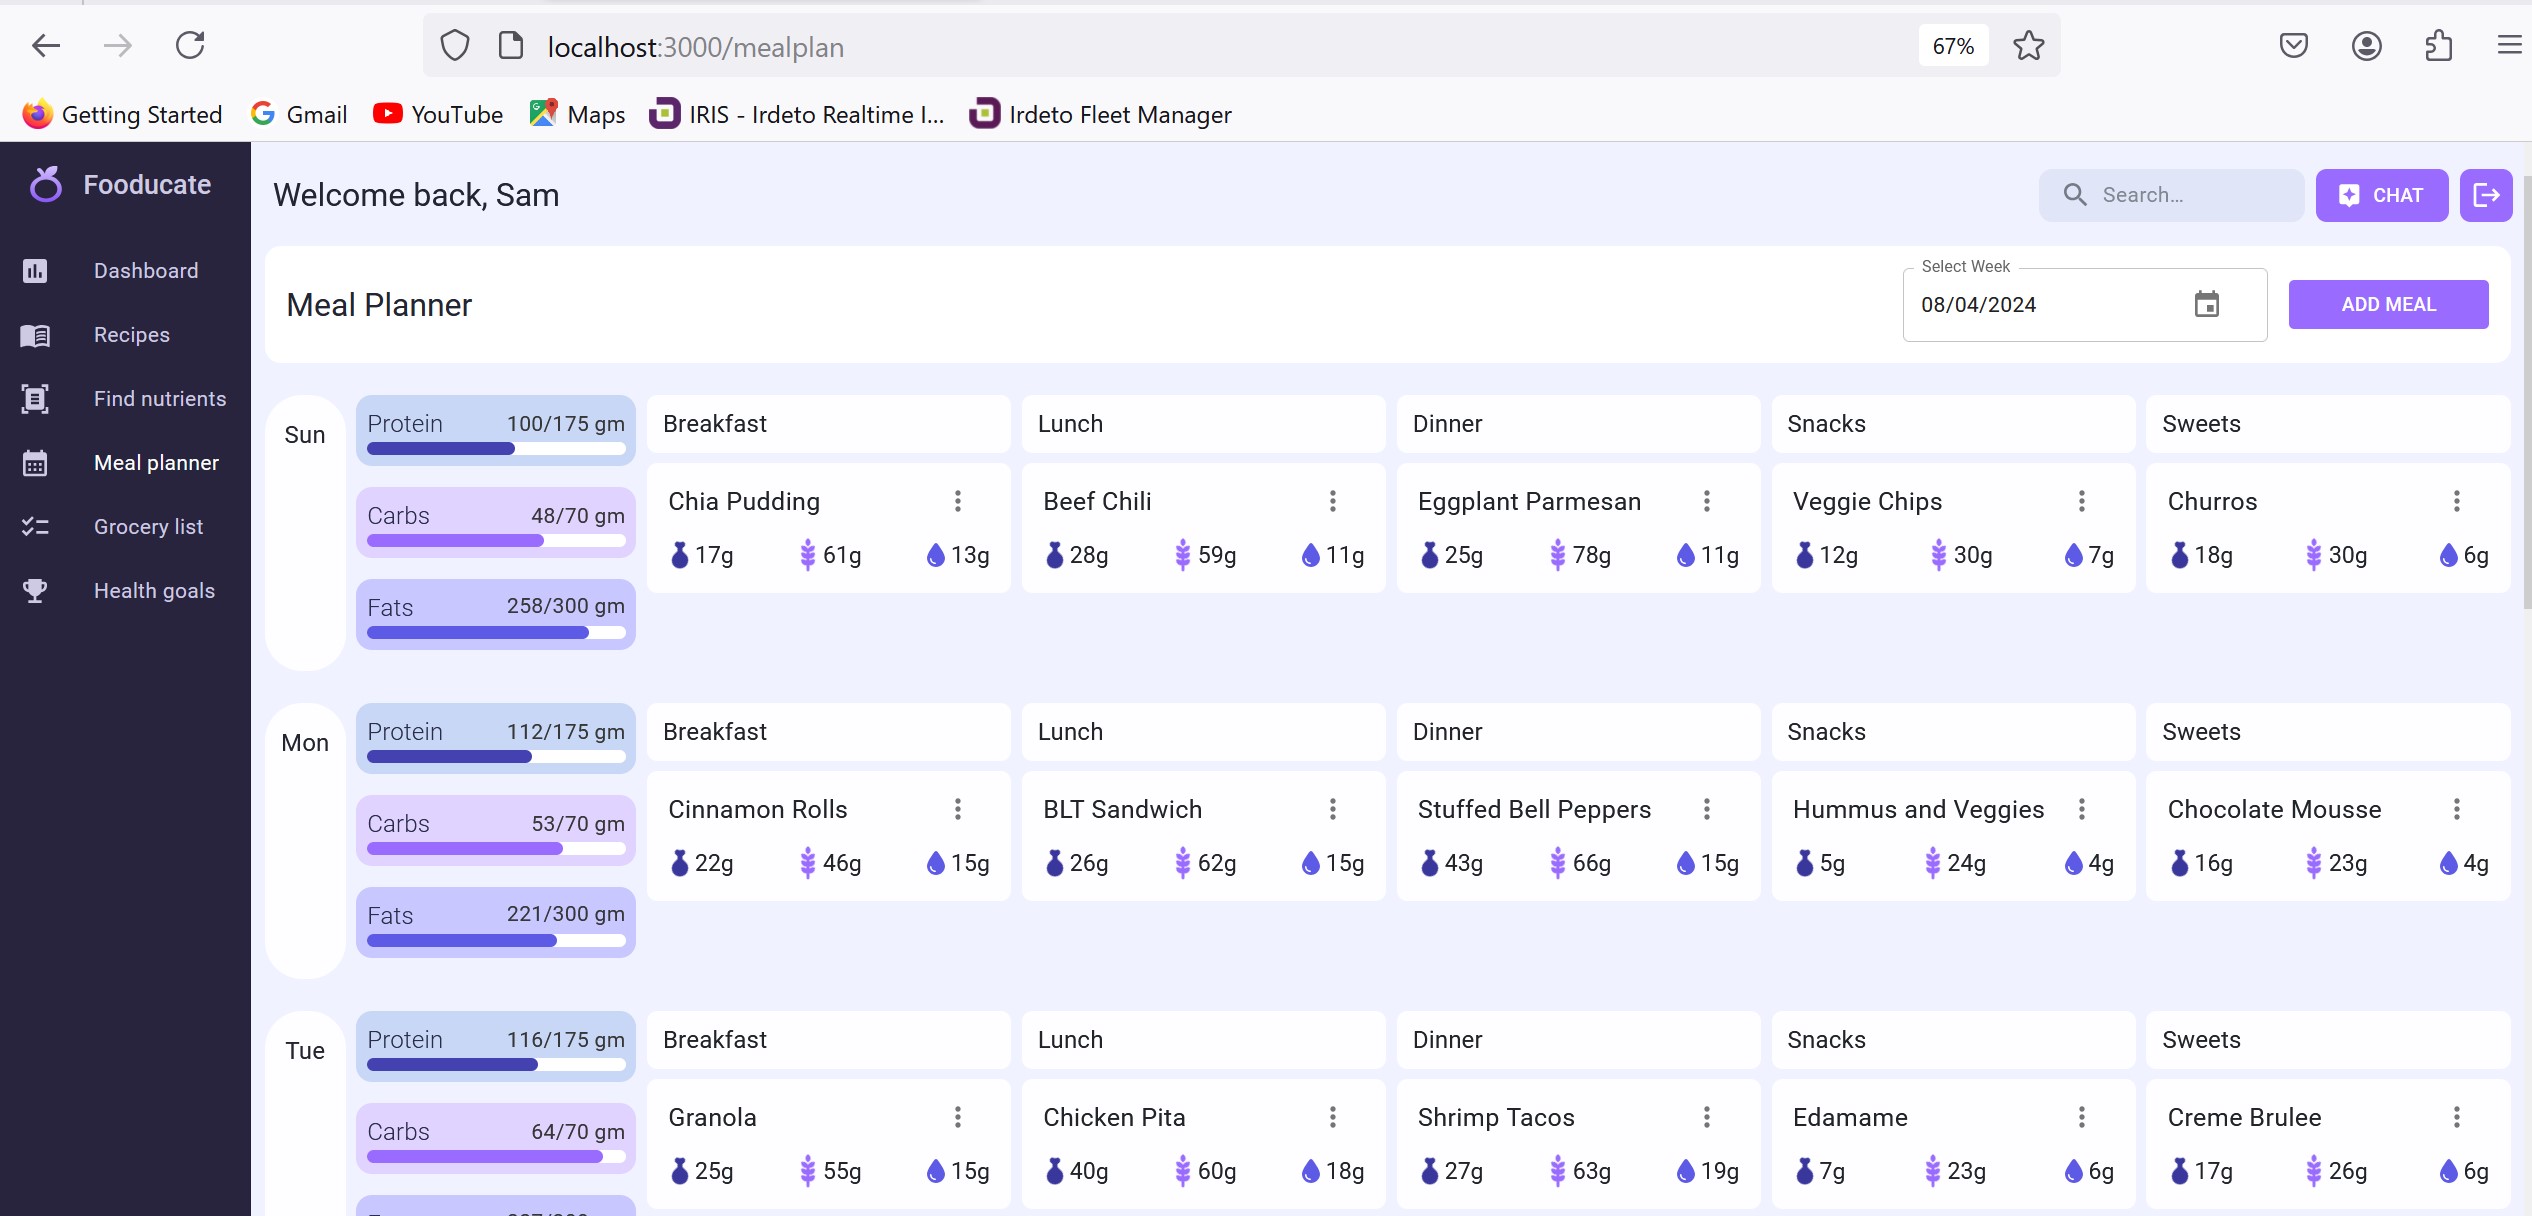 localhost:3000/mealplan
67%
Getting Started
Gmail
YouTube
Maps
IRIS - Irdeto Realtime I...
Irdeto Fleet Manager
Fooducate
Dashboard
Recipes
Find nutrients
Meal planner
Grocery list
Health goals
Welcome back, Sam
Search...
CHAT
Meal Planner
Select Week
08/04/2024
ADD MEAL
Sun
Protein 100/175 gm
Carbs 48/70 gm
Fats 258/300 gm
Breakfast
Chia Pudding
17g 61g 13g
Lunch
Beef Chili
28g 59g 11g
Dinner
Eggplant Parmesan
25g 78g 11g
Snacks
Veggie Chips
12g 30g 7g
Sweets
Churros
18g 30g 6g
Mon
Protein 112/175 gm
Carbs 53/70 gm
Fats 221/300 gm
Breakfast
Cinnamon Rolls
22g 46g 15g
Lunch
BLT Sandwich
26g 62g 15g
Dinner
Stuffed Bell Peppers
43g 66g 15g
Snacks
Hummus and Veggies
5g 24g 4g
Sweets
Chocolate Mousse
16g 23g 4g
Tue
Protein 116/175 gm
Carbs 64/70 gm
Breakfast
Granola
25g 55g 15g
Lunch
Chicken Pita
40g 60g 18g
Dinner
Shrimp Tacos
27g 63g 19g
Snacks
Edamame
7g 23g 6g
Sweets
Creme Brulee
17g 26g 6g